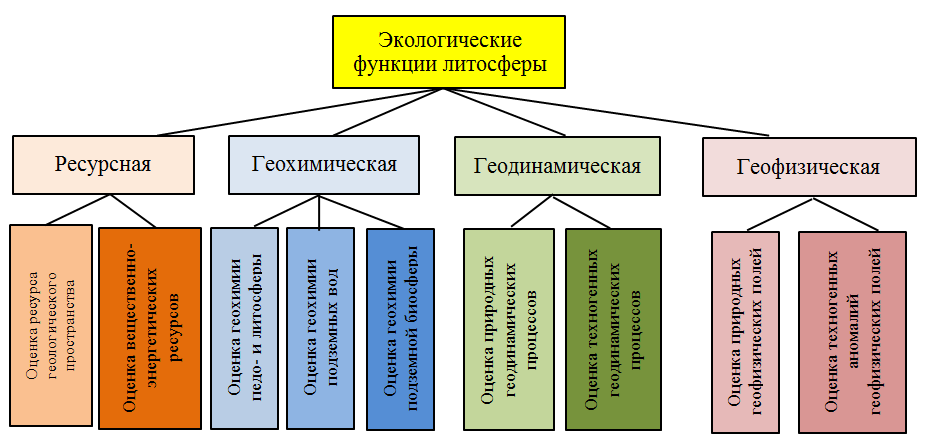 Экологические
функции литосферы
Ресурсная
Геохимическая
Геодинамическая
Геофизическая
Оценка ресурса
геологического
пространства
Оценка вещественно-
энергетических
ресурсов
Оценка геохимии
педо- и литосферы
Оценка геохимии
подземных вод
Оценка геохимии
подземной биосферы
Оценка природных
геодинамических
процессов
Оценка техногенных
геодинамических
процессов
Оценка природных
геофизических полей
Оценка техногенных
аномалий
геофизических полей